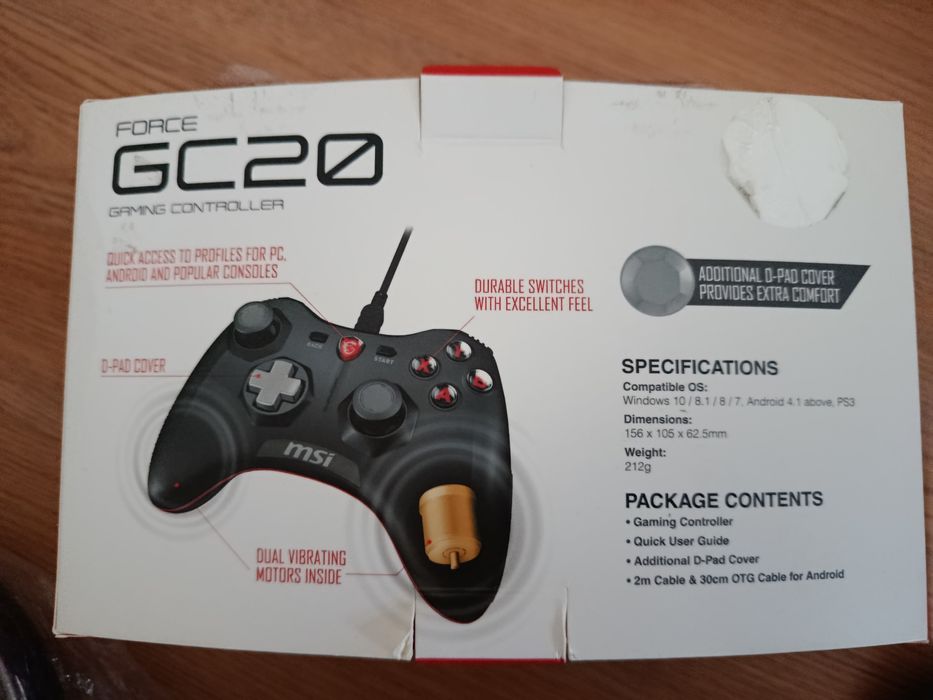 FORCE
GC20
GAMING CONTROLLER
QUICK ACCESS TO PROFILES FOR PC,
ANDROID AND POPULAR CONSOLES
DURABLE SWITCHES
WITH EXCELLENT FEEL
ADDITIONAL D-PAD COVER
PROVIDES EXTRA COMFORT
BACK
START
Y
X
B
A
D-PAD COVER
msi
DUAL VIBRATING
MOTORS INSIDE
SPECIFICATIONS
Compatible OS:
Windows 10 / 8.1 / 8 / 7, Android 4.1 above, PS3
Dimensions:
156 x 105 x 62.5mm
Weight:
212g
PACKAGE CONTENTS
• Gaming Controller
• Quick User Guide
• Additional D-Pad Cover
• 2m Cable & 30cm OTG Cable for Android